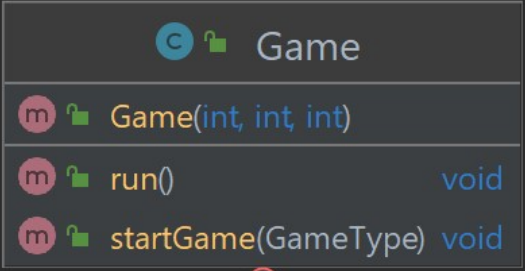 C Game
m Game(int, int, int)
m run() void
m startGame(GameType) void